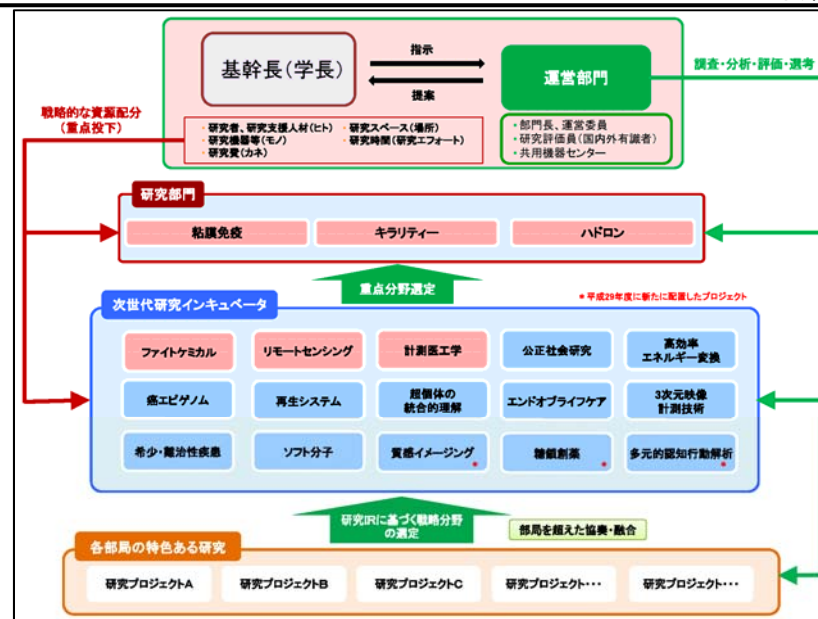 基幹長(学長)
指示
提案
運営部門
調査・分析・評価・選考
戦略的な資源配分
(重点投下)
・研究者、研究支援人材(ヒト) ・研究スペース(場所)
・研究機器等(モノ) ・研究時間(研究エフォート)
・研究費(カネ)
・部門長、運営委員
・研究評価員(国内外有識者)
・共用機器センター
研究部門
粘膜免疫
キラリティー
ハドロン
重点分野選定
次世代研究インキュベータ
*平成29年度に新たに配置したプロジェクト
ファイトケミカル
リモートセンシング
計測医工学
公正社会研究
高効率
エネルギー変換
癌エピゲノム
再生システム
超個体の
統合的理解
エンドオブライフケア
3次元映像
計測技術
希少・難治性疾患
ソフト分子
質感イメージング
*
糖鎖創薬
*
多元的認知行動解析
*
研究IRに基づく戦略分野
の選定
部局を超えた協奏・融合
各部局の特色ある研究
研究プロジェクトA
研究プロジェクトB
研究プロジェクトC
研究プロジェクト・・・
研究プロジェクト・・・